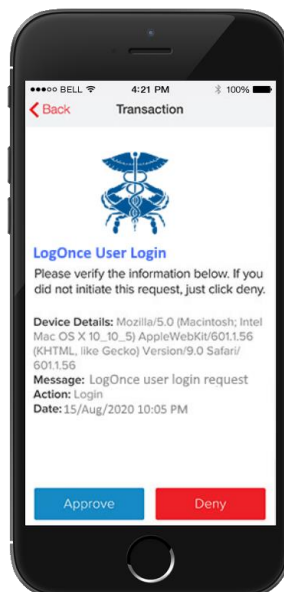 BELL 4:21 PM 100%
Back Transaction
LogOnce User Login
Please verify the information below. If you
did not initiate this request, just click deny.
Device Details: Mozilla/5.0 (Macintosh; Intel
Mac OS X 10_10_5) AppleWebKit/601.1.56
(KHTML, like Gecko) Version/9.0 Safari/
601.1.56
Message: LogOnce user login request
Action: Login
Date: 15/Aug/2020 10:05 PM
Approve Deny